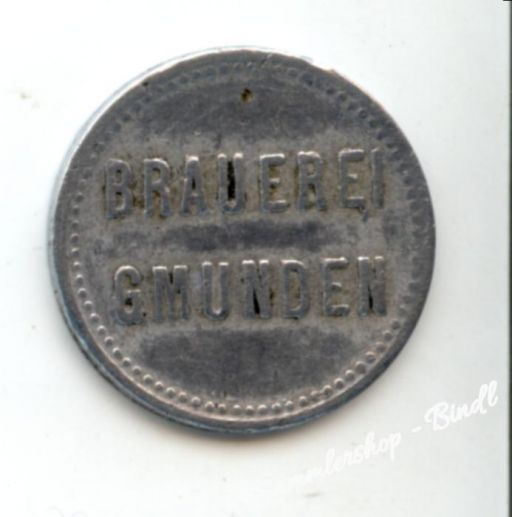 BRAUEREI
GMUNDEN
- Bindl